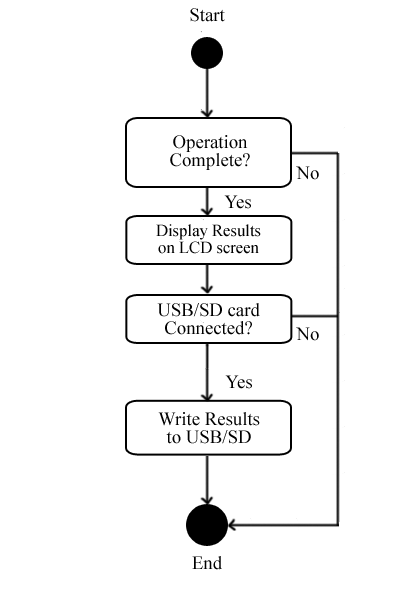 Start
Operation
Complete?
No
Yes
Display Results
on LCD screen
USB/SD card
Connected?
No
Yes
Write Results
to USB/SD
End